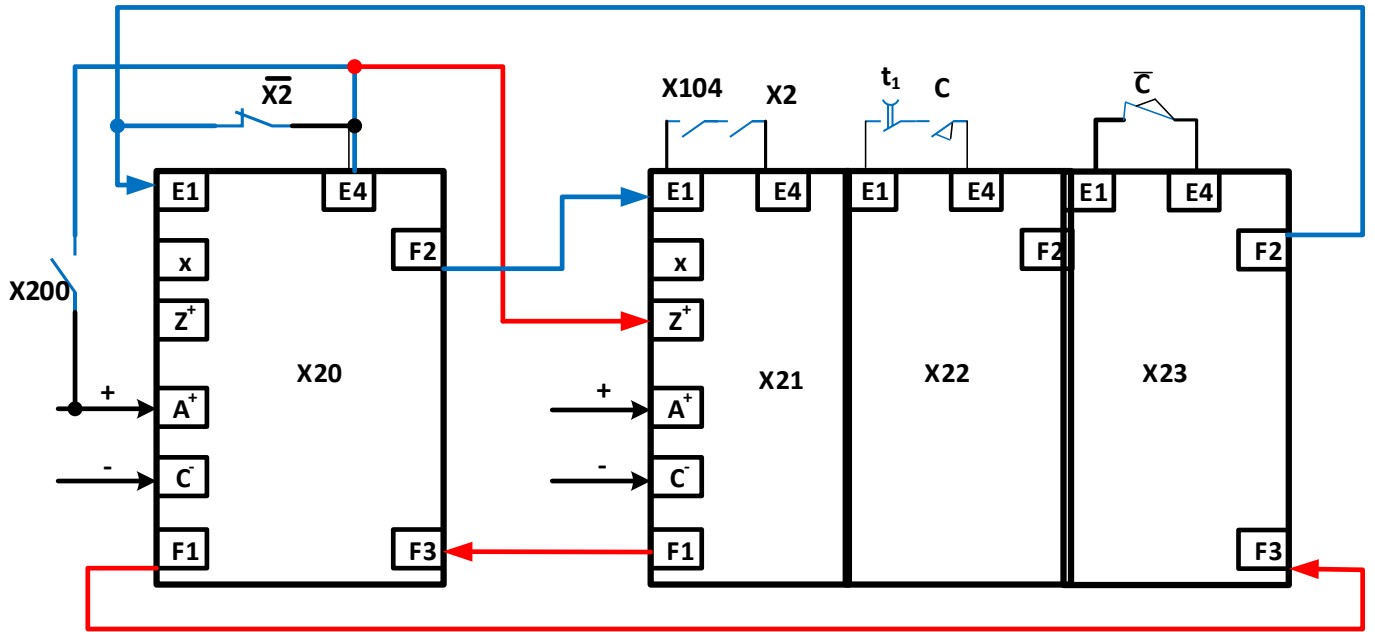 X̅2̅
X104
X2
t₁
C
C̅
E1
E4
E1
E4
E1
E4
E1
E4
F2
F2
F2
x
x
X200
Z⁺
Z⁺
X20
X21
X22
X23
+
A⁺
+
A⁺
-
C⁻
-
C⁻
F1
F3
F1
F3